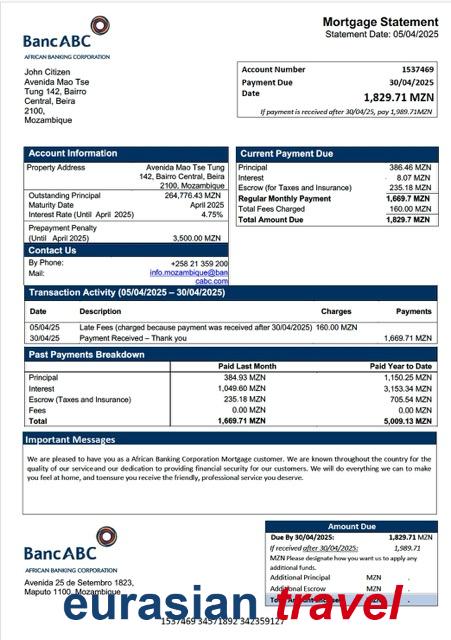 BancABC
AFRICAN BANKING CORPORATION
Mortgage Statement
Statement Date: 05/04/2025
John Citizen
Avenida Mao Tse
Tung 142, Bairro
Central, Beira
2100,
Mozambique
Account Number 1537469
Payment Due 30/04/2025
Date 1,829.71 MZN
If payment is received after 30/04/25, pay 1,989.71MZN
Account Information
Property Address Avenida Mao Tse Tung
142, Bairro Central, Beira
2100, Mozambique
Outstanding Principal 264,776.43 MZN
Maturity Date April 2025
Interest Rate (Until April 2025) 4.75%
Prepayment Penalty
(Until April 2025) 3,500.00 MZN
Contact Us
By Phone: +258 21 359 200
Mail: info.mozambique@ban
cabc.com
Current Payment Due
Principal 386.46 MZN
Interest 8.07 MZN
Escrow (for Taxes and Insurance) 235.18 MZN
Regular Monthly Payment 1,669.7 MZN
Total Fees Charged 160.00 MZN
Total Amount Due 1,829.7 MZN
Transaction Activity (05/04/2025 – 30/04/2025)
Date Description Charges Payments
05/04/25 Late Fees (charged because payment was received after 30/04/2025) 160.00 MZN
30/04/25 Payment Received – Thank you 1,669.71 MZN
Past Payments Breakdown
Paid Last Month Paid Year to Date
Principal 384.93 MZN 1,150.25 MZN
Interest 1,049.60 MZN 3,153.34 MZN
Escrow (Taxes and Insurance) 235.18 MZN 705.54 MZN
Fees 0.00 MZN 0.00 MZN
Total 1,669.71 MZN 5,009.13 MZN
Important Messages
We are pleased to have you as a African Banking Corporation Mortgage customer. We are known throughout the country for the
quality of our serviceand our dedication to providing financial security for our customers. We will do everything we can to make
you feel at home, and toensure you receive the friendly, professional service you deserve.
BancABC
AFRICAN BANKING CORPORATION
Avenida 25 de Setembro 1823,
Maputo 1100, Mozambique
Amount Due
Due By 30/04/2025: 1,829.71 MZN
If received after 30/04/2025: 1,989.71
MZN Please designate how you want us to apply any
additional funds.
Additional Principal MZN .
Additional Escrow MZN .
eurasian.travel
1537469 34571892 342359127